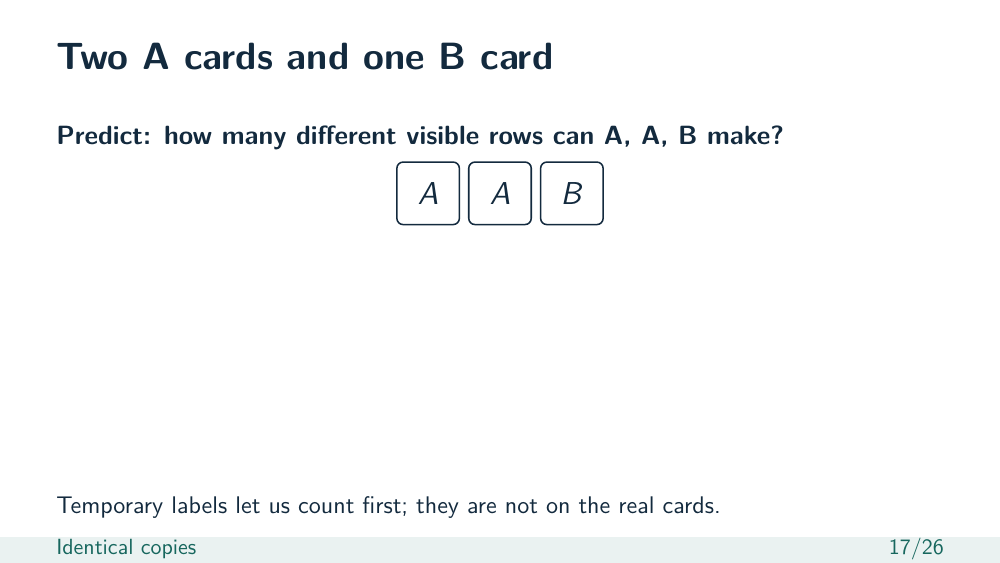 Two A cards and one B card
Predict: how many different visible rows can A, A, B make?
A A B
Temporary labels let us count first; they are not on the real cards.
Identical copies 17/26